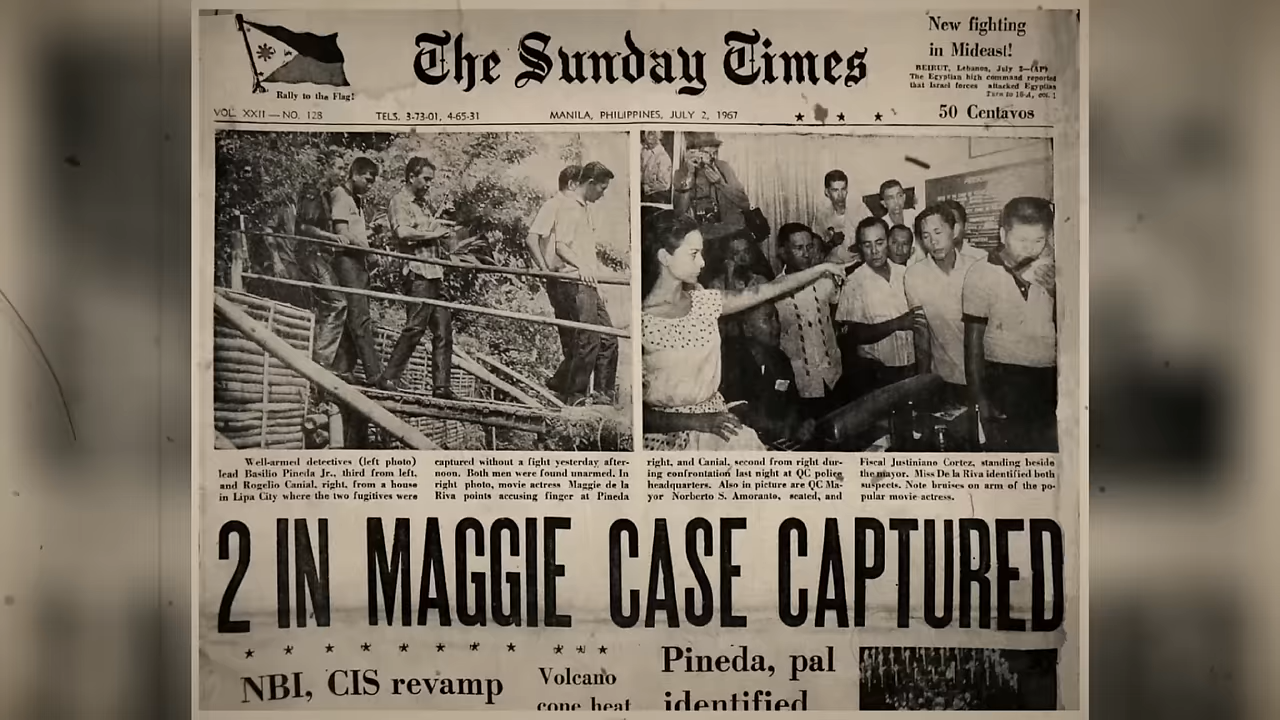 Rally to the Flag!
The Sunday Times
New fighting
in Mideast!
BEIRUT, Lebanon, July 2—(AP)
The Egyptian high command reported
that Israel forces attacked Egyptian
Turn to 16-A, col. 1
VOL. XXII — NO. 128
TELS. 3-73-01, 4-65-31
MANILA, PHILIPPINES, JULY 2, 1967
50 Centavos
Well-armed detectives (left photo)
lead Basilio Pineda Jr., third from left,
and Rogelio Canial, right, from a house
in Lipa City where the two fugitives were
captured without a fight yesterday after-
noon. Both men were found unarmed. In
right photo, movie actress Maggie de la
Riva points accusing finger at Pineda
right, and Canial, second from right dur-
ing confrontation last night at QC police
headquarters. Also in picture are QC Ma-
yor Norberto S. Amoranto, seated, and
Fiscal Justiniano Cortez, standing beside
the mayor. Miss De la Riva identified both
suspects. Note bruises on arm of the po-
pular movie actress.
2 IN MAGGIE CASE CAPTURED
NBI, CIS revamp
Volcano
cone heat
Pineda, pal
identified